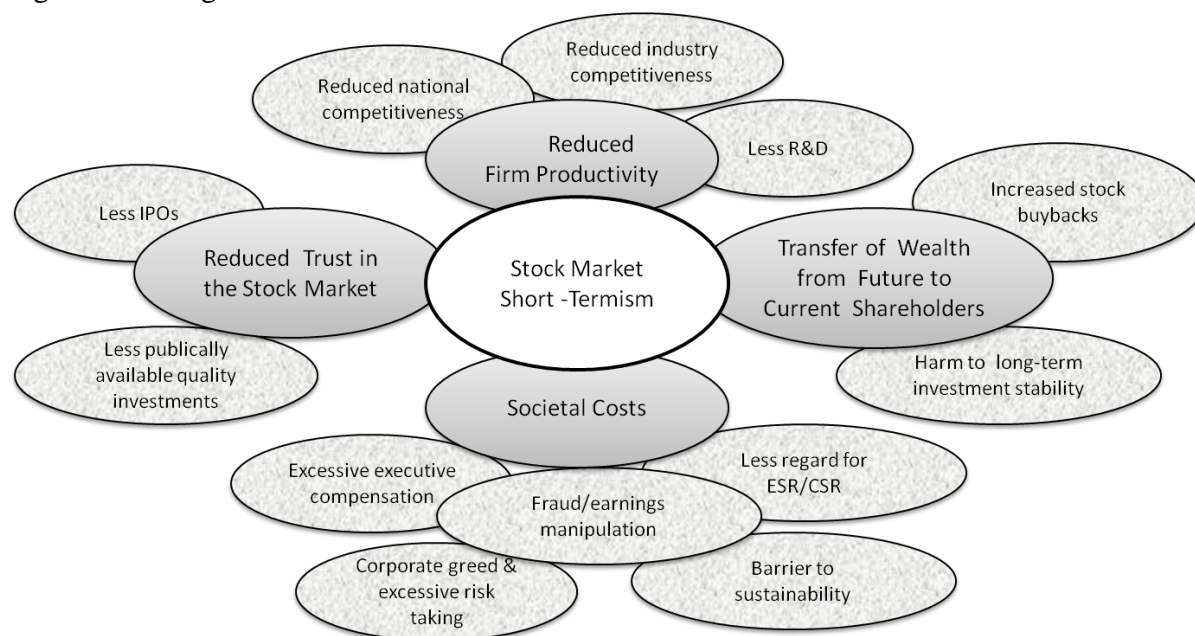 Reduced industry
competitiveness
Reduced national
competitiveness
Reduced
Firm Productivity
Less R&D
Less IPOs
Increased stock
buybacks
Reduced Trust in
the Stock Market
Stock Market
Short -Termism
Transfer of Wealth
from Future to
Current Shareholders
Less publically
available quality
investments
Harm to long-term
investment stability
Societal Costs
Excessive executive
compensation
Less regard for
ESR/CSR
Fraud/earnings
manipulation
Corporate greed &
excessive risk
taking
Barrier to
sustainability